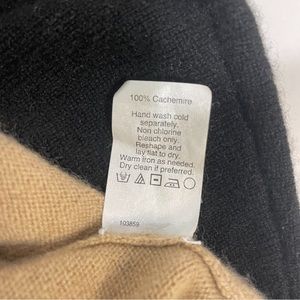 100% Cachemire
Hand wash cold
separately.
Non chlorine
bleach only.
Reshape and
lay flat to dry.
Warm iron as needed.
Dry clean if preferred.
103859